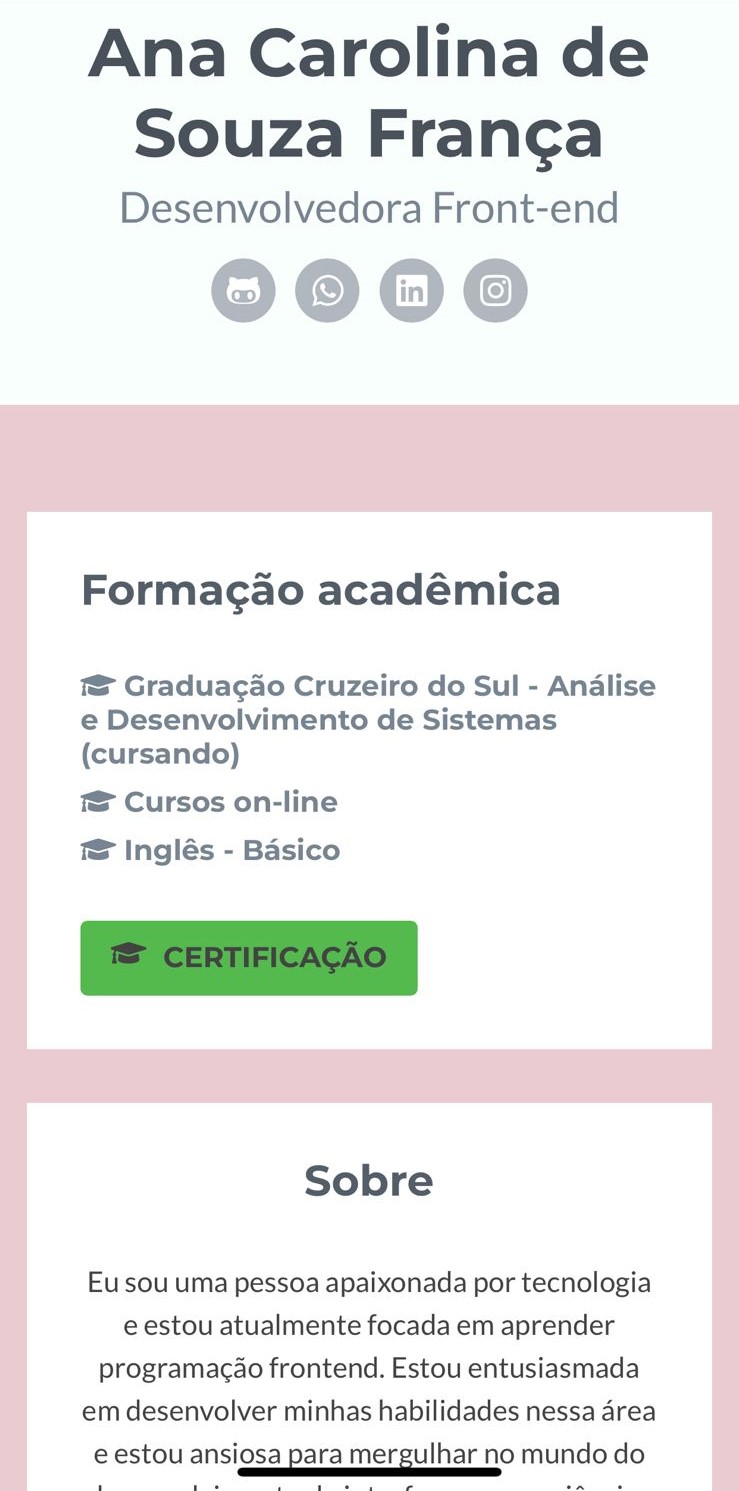 Ana Carolina de
Souza França
Desenvolvedora Front-end
in
Formação acadêmica
Graduação Cruzeiro do Sul - Análise
e Desenvolvimento de Sistemas
(cursando)
Cursos on-line
Inglês - Básico
CERTIFICAÇÃO
Sobre
Eu sou uma pessoa apaixonada por tecnologia
e estou atualmente focada em aprender
programação frontend. Estou entusiasmada
em desenvolver minhas habilidades nessa área
e estou ansiosa para mergulhar no mundo do